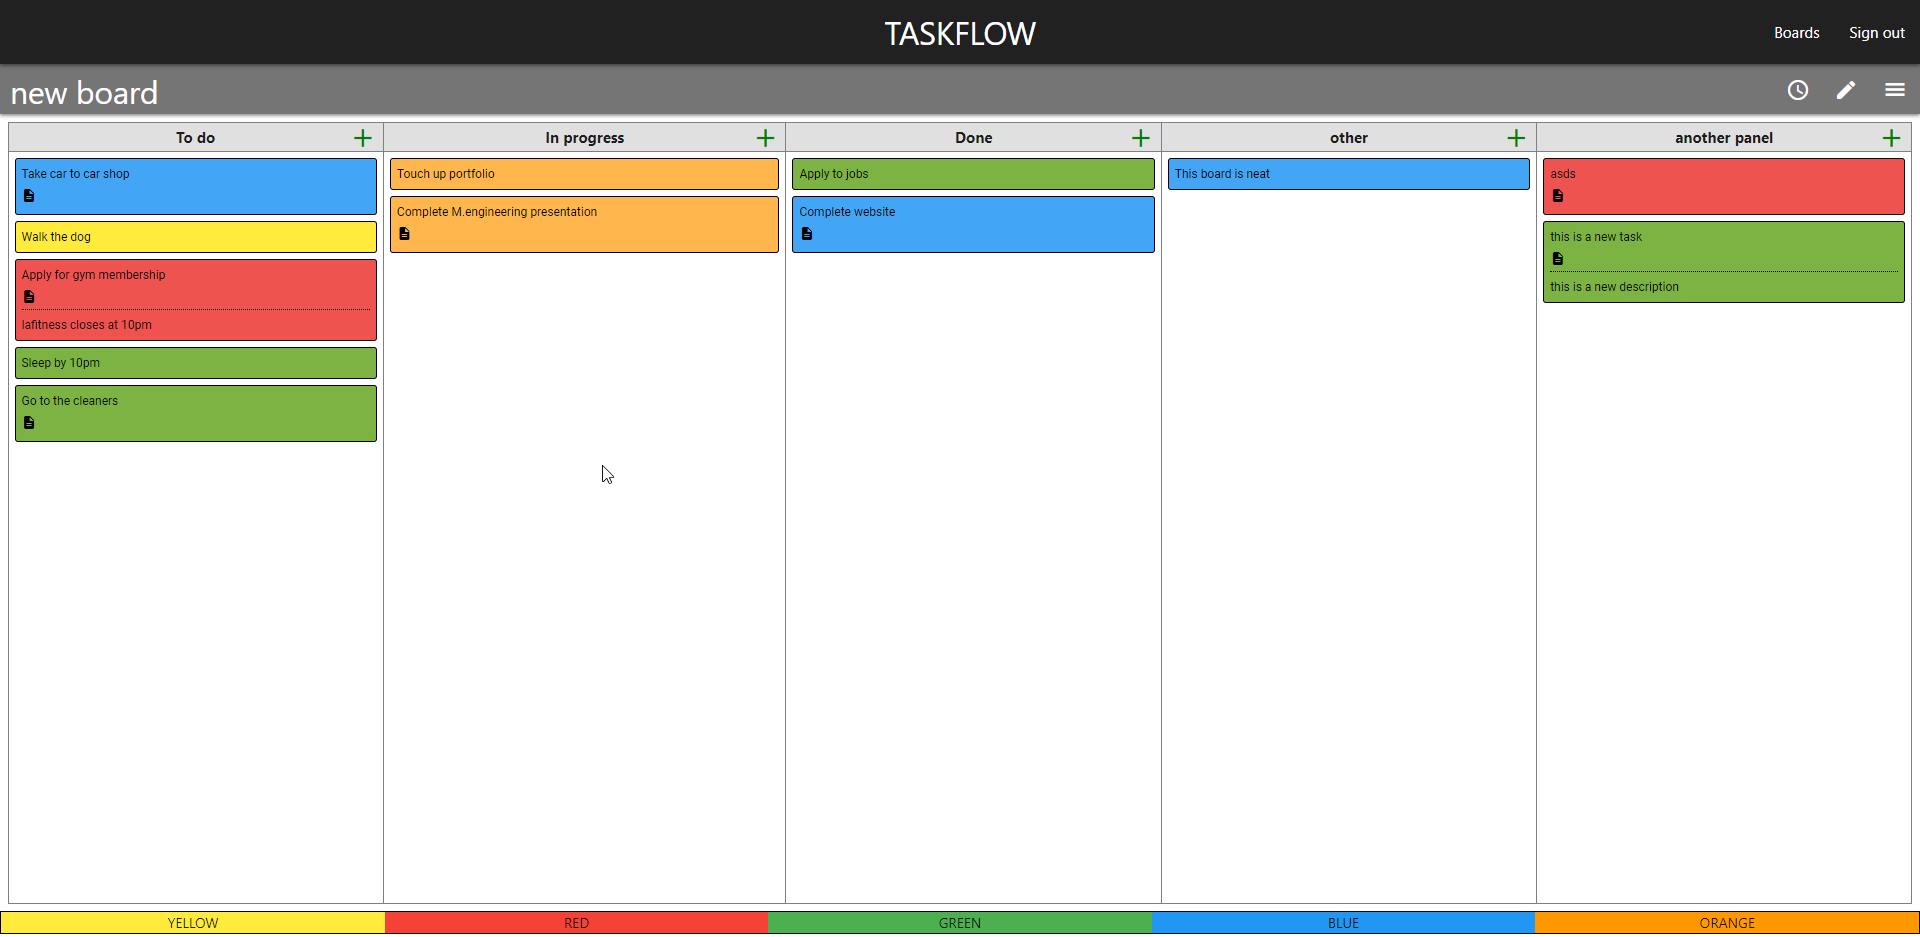 TASKFLOW
Boards
Sign out
new board
To do
In progress
Done
other
another panel
Take car to car shop
Walk the dog
Apply for gym membership
lafitness closes at 10pm
Sleep by 10pm
Go to the cleaners
Touch up portfolio
Complete M.engineering presentation
Apply to jobs
Complete website
This board is neat
asds
this is a new task
this is a new description
YELLOW
RED
GREEN
BLUE
ORANGE